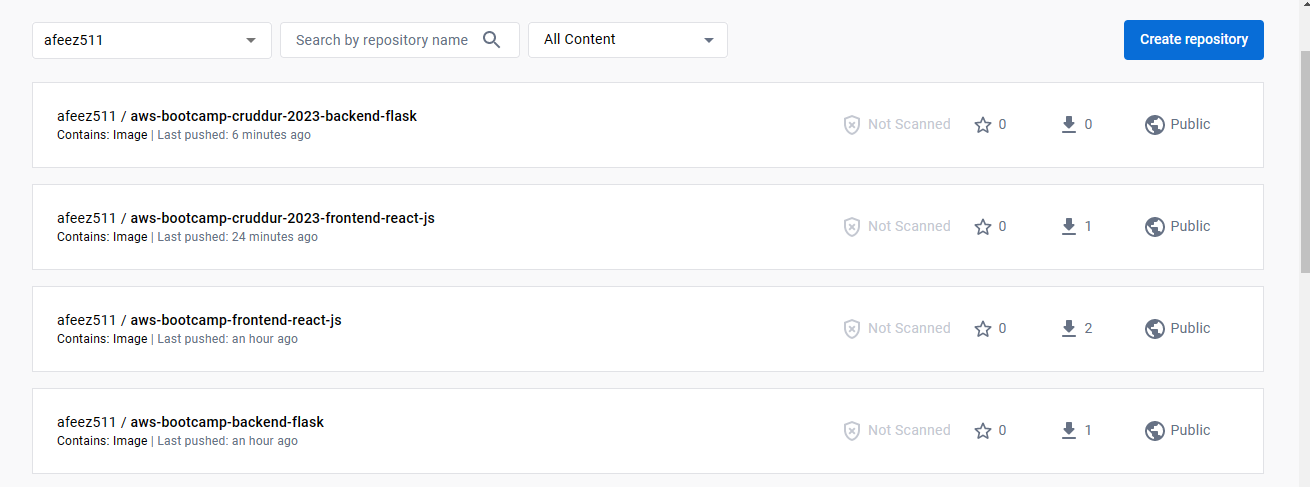 afeez511 Search by repository name All Content Create repository
afeez511 / aws-bootcamp-cruddur-2023-backend-flask
Contains: Image | Last pushed: 6 minutes ago
Not Scanned 0 0 Public
afeez511 / aws-bootcamp-cruddur-2023-frontend-react-js
Contains: Image | Last pushed: 24 minutes ago
Not Scanned 0 1 Public
afeez511 / aws-bootcamp-frontend-react-js
Contains: Image | Last pushed: an hour ago
Not Scanned 0 2 Public
afeez511 / aws-bootcamp-backend-flask
Contains: Image | Last pushed: an hour ago
Not Scanned 0 1 Public